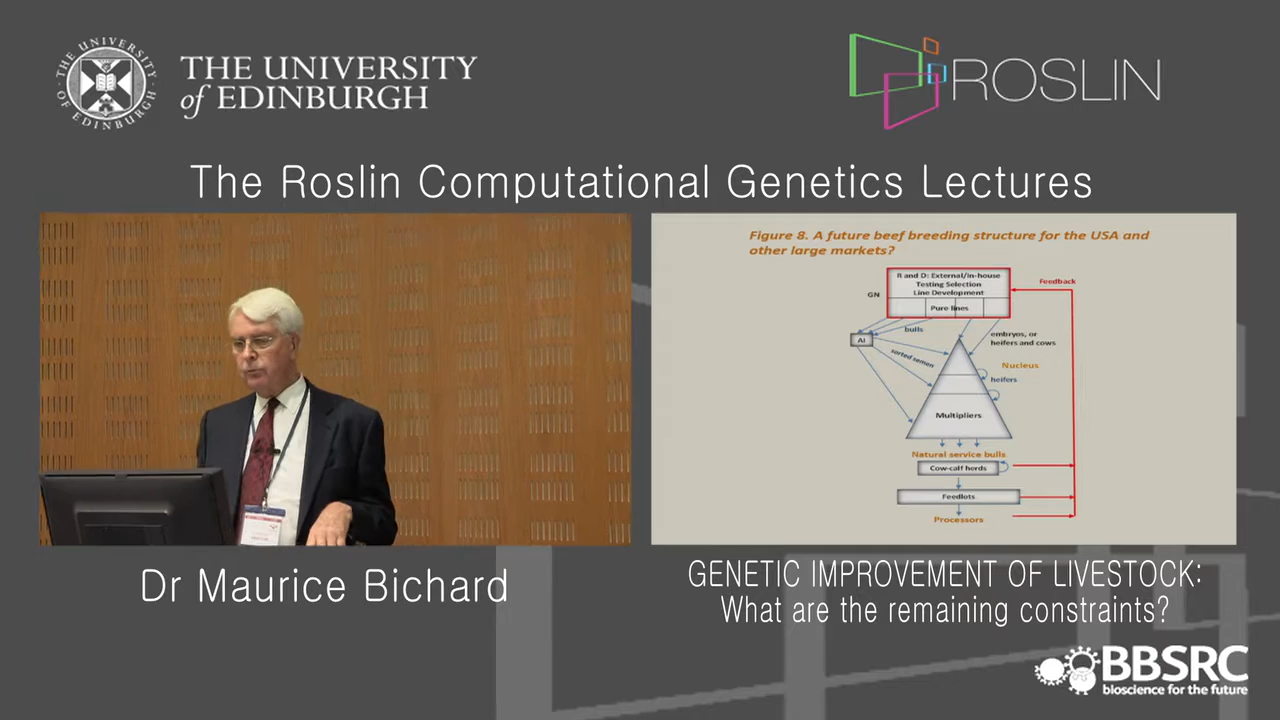 THE UNIVERSITY
of EDINBURGH
THE UNIVERSITY
OF EDINBURGH
ROSLIN
The Roslin Computational Genetics Lectures
Figure 8. A future beef breeding structure for the USA and
other large markets?
R and D: External/In-house
Testing Selection
Line Development
Feedback
GN
Pure lines
bulls
AI
embryos, or
heifers and cows
sorted semen
Nucleus
heifers
Multipliers
Natural service bulls
Cow-calf herds
Feedlots
Processors
Dr Maurice Bichard
GENETIC IMPROVEMENT OF LIVESTOCK:
What are the remaining constraints?
BBSRC
bioscience for the future